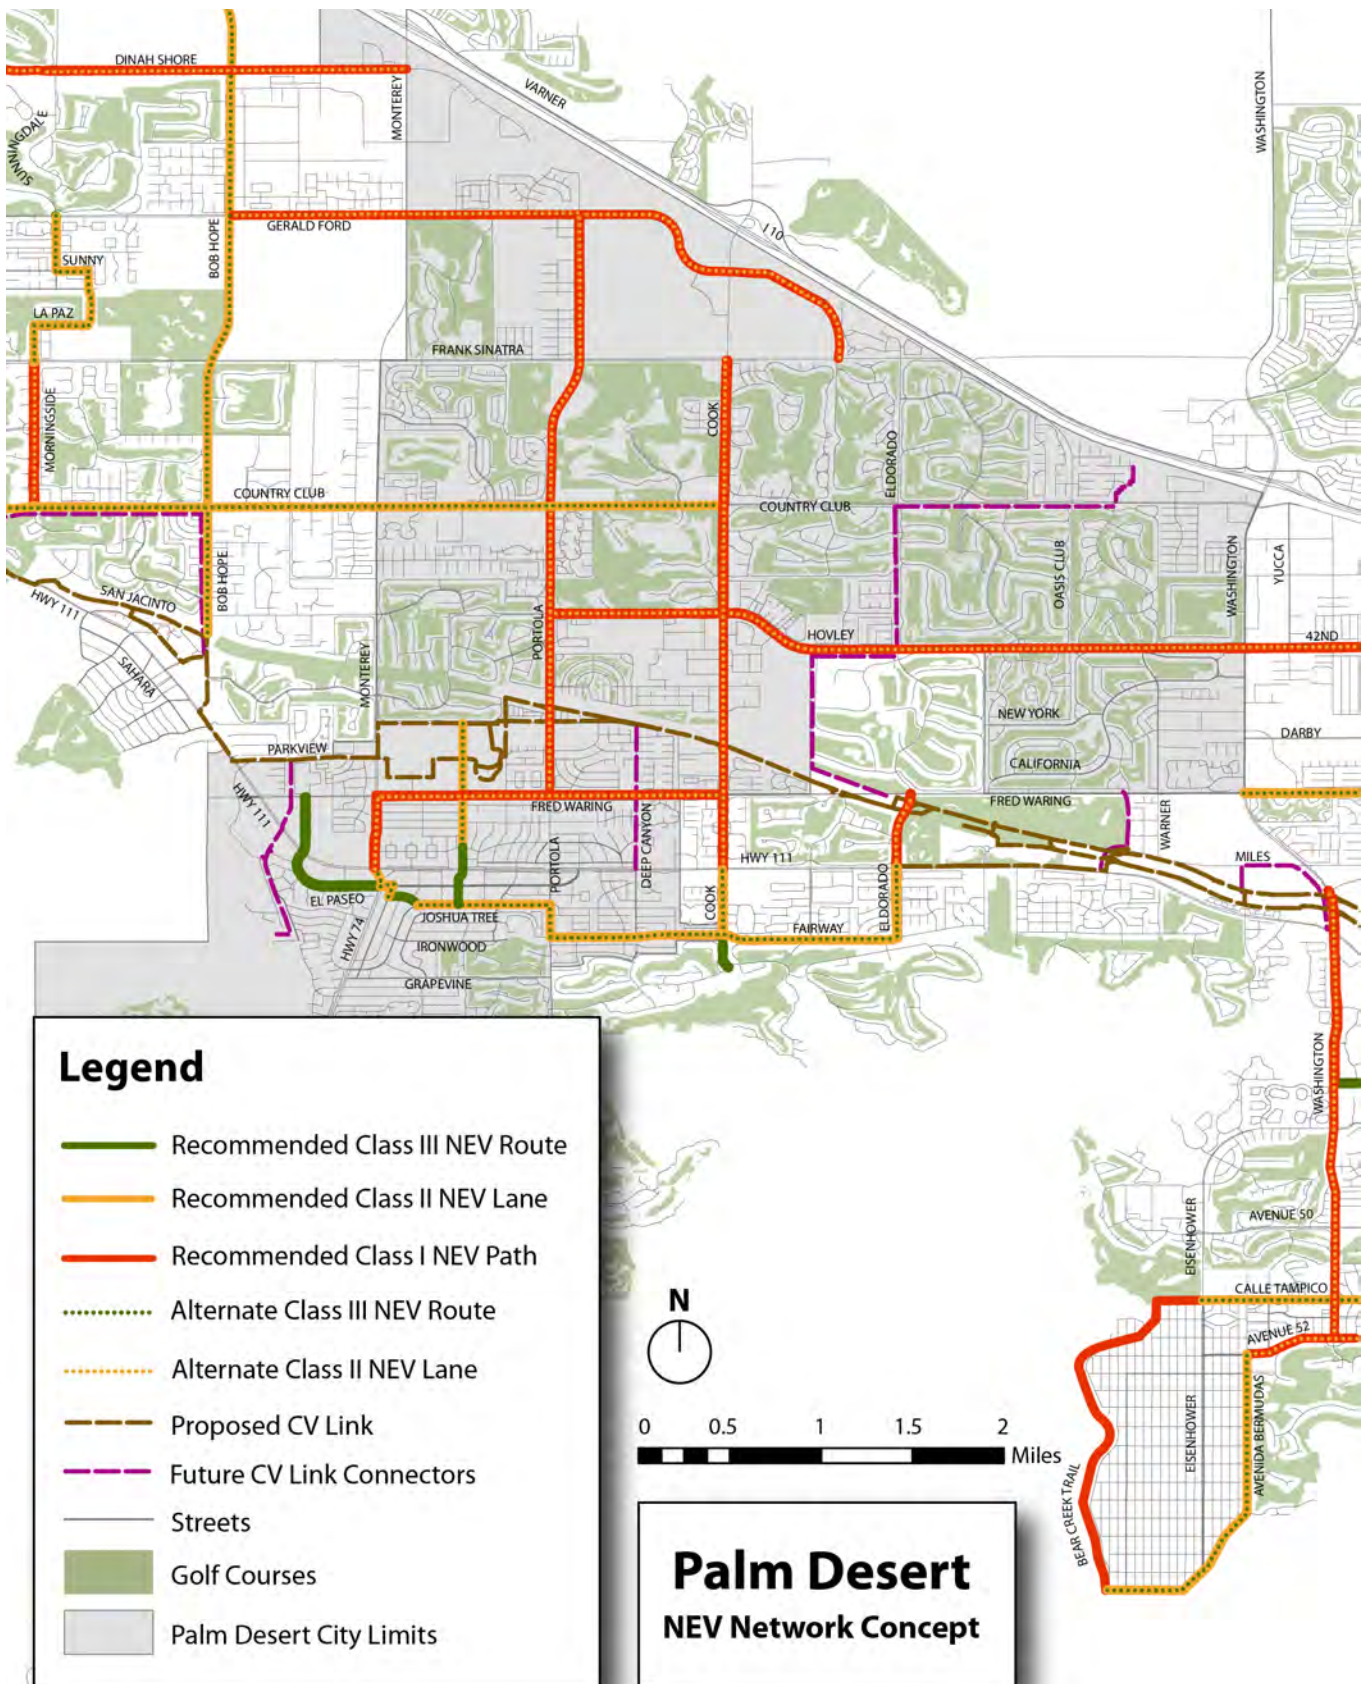 DINAH SHORE
MONTEREY
VARNER
WASHINGTON
SUNNINGDALE
BOB HOPE
GERALD FORD
I10
SUNNY
LA PAZ
FRANK SINATRA
MORNINGSIDE
COOK
ELDORADO
COUNTRY CLUB
COUNTRY CLUB
BOB HOPE
OASIS CLUB
WASHINGTON
YUCCA
SAN JACINTO
HWY 111
PORTOLA
HOVLEY
42ND
SAHARA
MONTEREY
NEW YORK
DARBY
PARKVIEW
CALIFORNIA
HWY 111
FRED WARING
FRED WARING
DEEP CANYON
PORTOLA
WARNER
HWY 111
MILES
EL PASEO
COOK
ELDORADO
JOSHUA TREE
FAIRWAY
HWY 74
IRONWOOD
GRAPEVINE
WASHINGTON
Legend
Recommended Class III NEV Route
Recommended Class II NEV Lane
Recommended Class I NEV Path
Alternate Class III NEV Route
Alternate Class II NEV Lane
Proposed CV Link
Future CV Link Connectors
Streets
Golf Courses
Palm Desert City Limits
AVENUE 50
EISENHOWER
CALLE TAMPICO
AVENUE 52
EISENHOWER
AVENIDA BERMUDAS
BEAR CREEK TRAIL
N
0 0.5 1 1.5 2
Miles
Palm Desert
NEV Network Concept